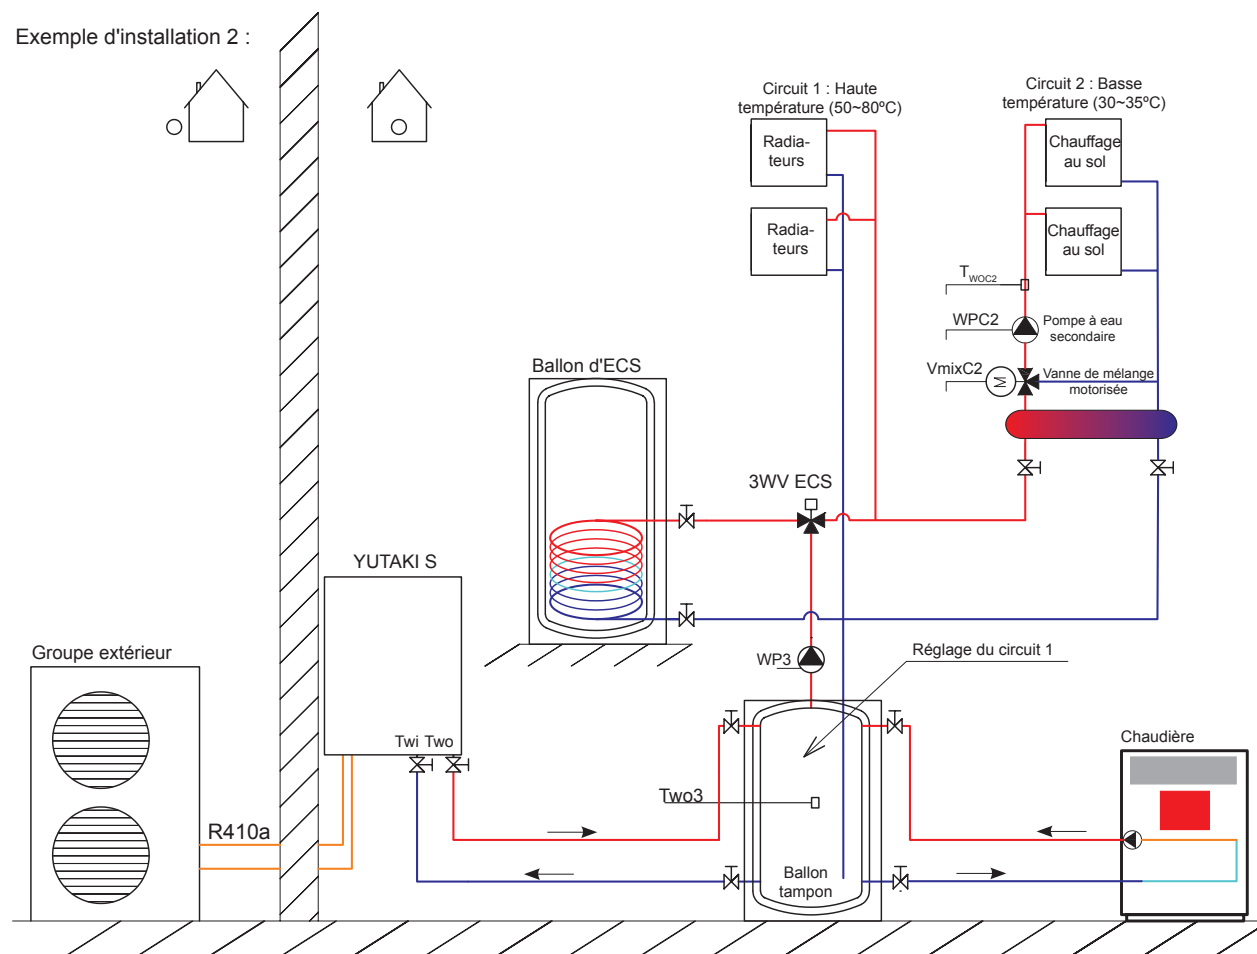 Exemple d'installation 2 :
Circuit 1 : Haute
température (50~80ºC)
Circuit 2 : Basse
température (30~35ºC)
Radia-
teurs
Chauffage
au sol
Radia-
teurs
Chauffage
au sol
TWOC2
WPC2
Pompe à eau
secondaire
Ballon d'ECS
VmixC2
M
Vanne de mélange
motorisée
3WV ECS
YUTAKI S
Groupe extérieur
WP3
Réglage du circuit 1
Twi Two
Chaudière
Two3
R410a
Ballon
tampon